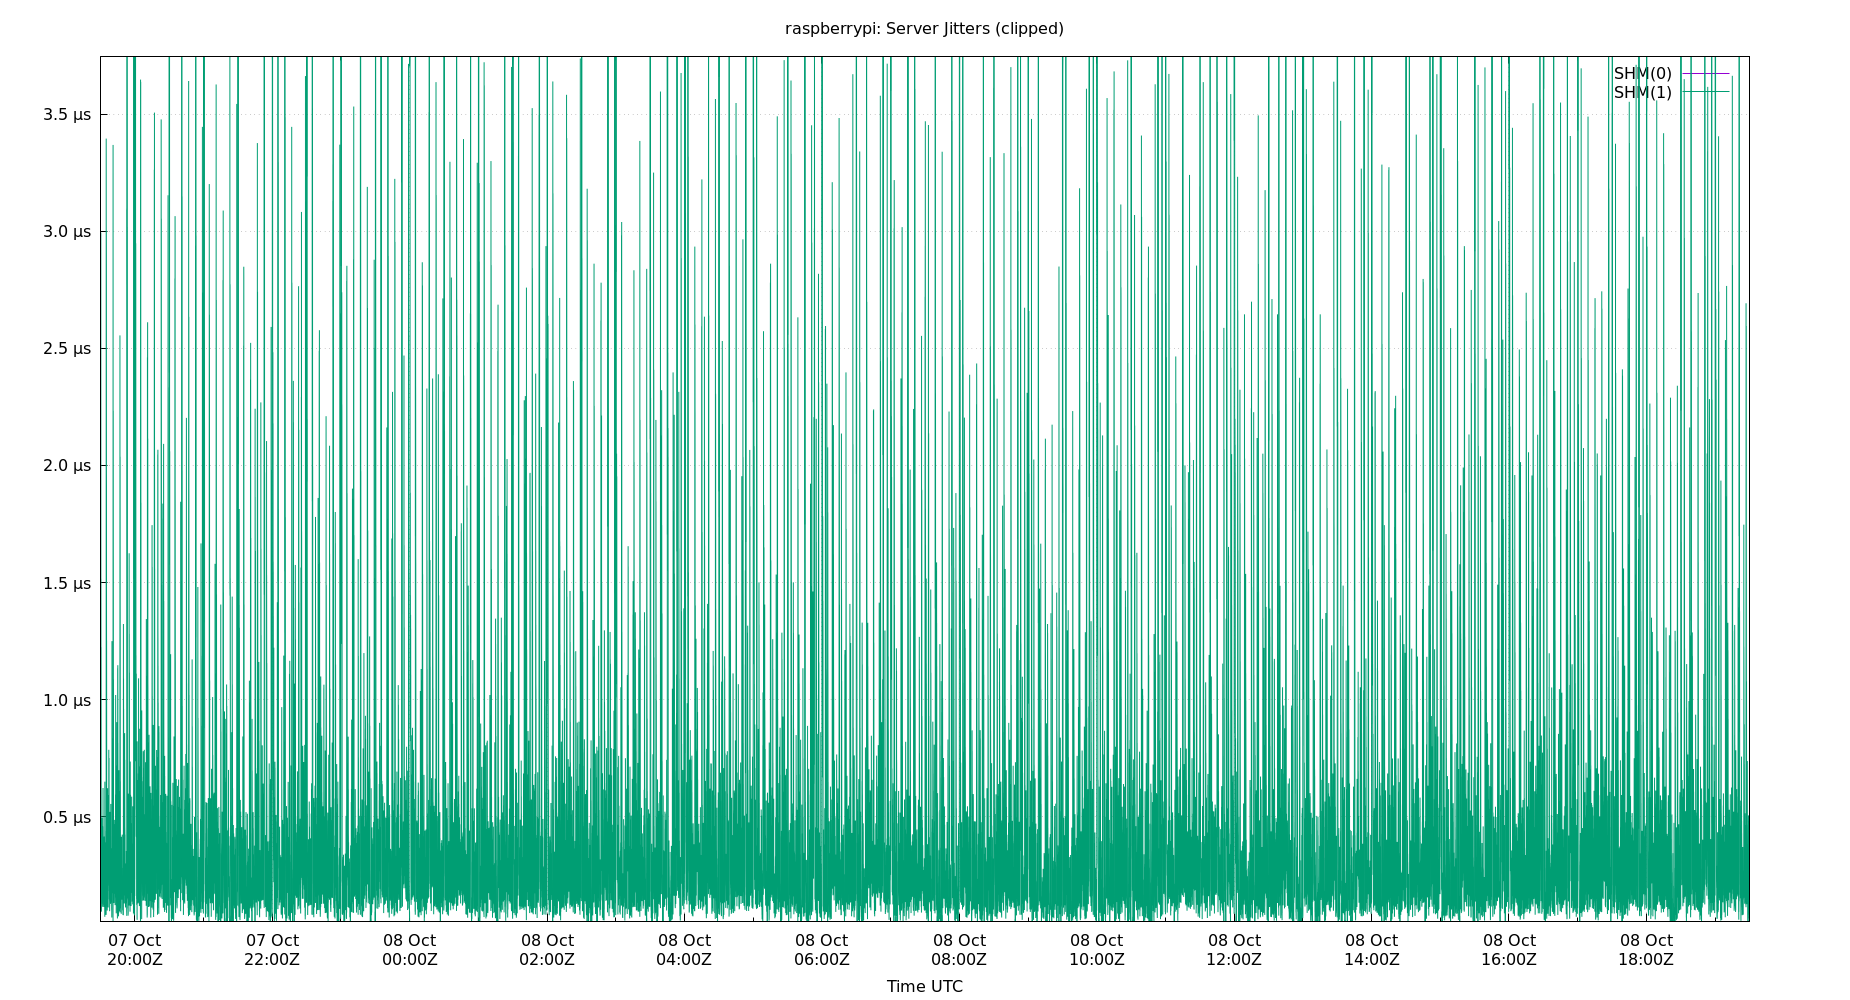 raspberrypi: Server Jitters (clipped)
SHM(0)
SHM(1)
3.5 µs
3.0 µs
2.5 µs
2.0 µs
1.5 µs
1.0 µs
0.5 µs
07 Oct 07 Oct 08 Oct 08 Oct 08 Oct 08 Oct 08 Oct 08 Oct 08 Oct 08 Oct 08 Oct 08 Oct
20:00Z 22:00Z 00:00Z 02:00Z 04:00Z 06:00Z 08:00Z 10:00Z 12:00Z 14:00Z 16:00Z 18:00Z
Time UTC